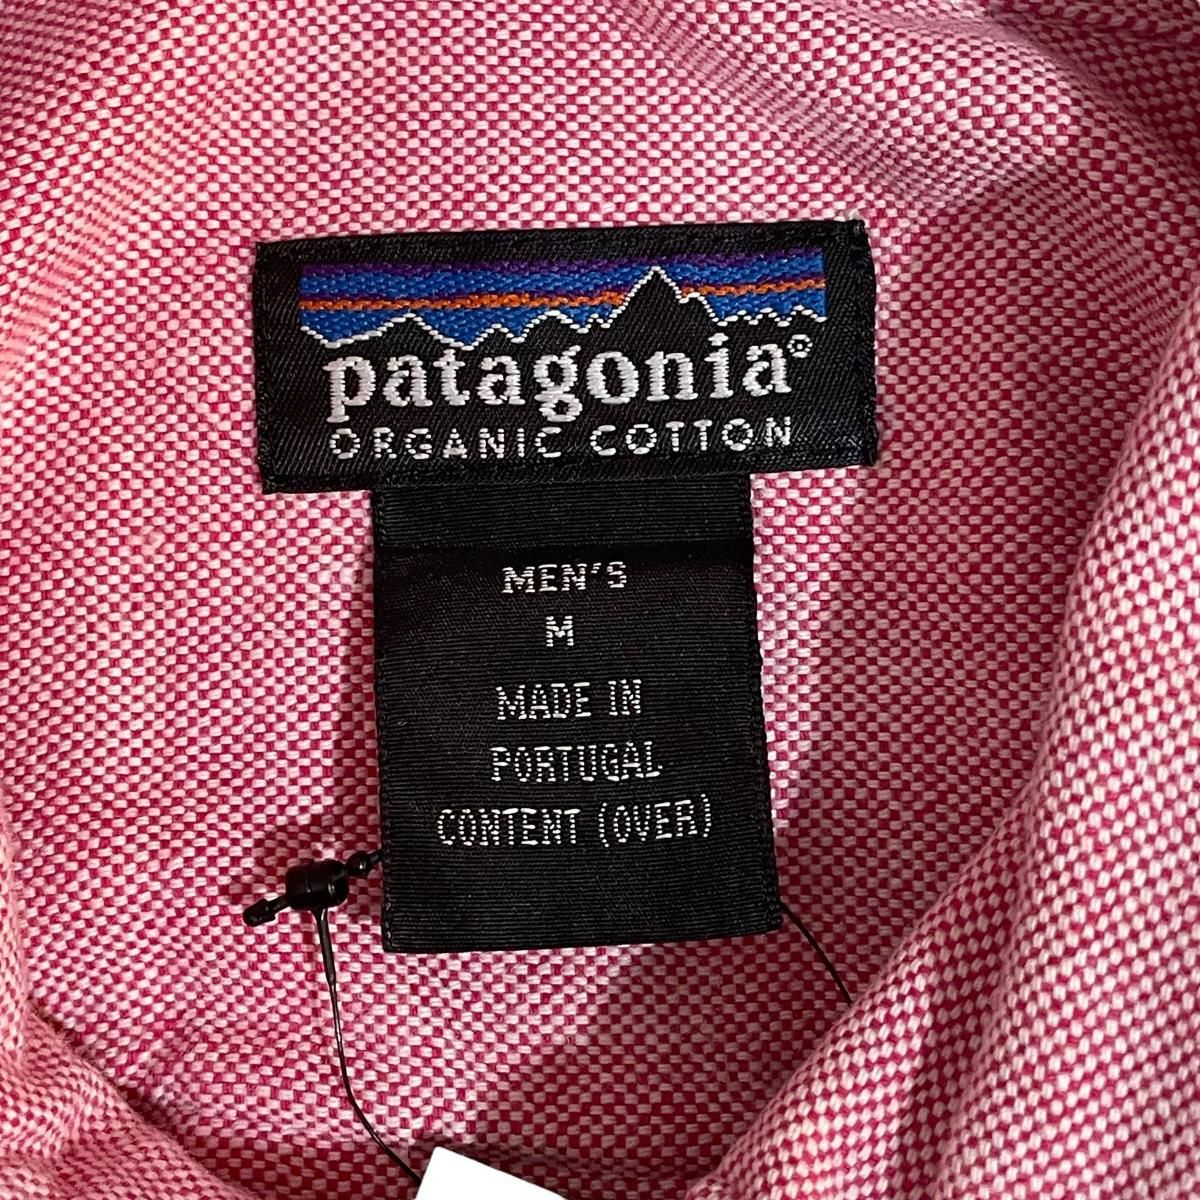 patagonia®
ORGANIC COTTON
MEN'S
M
MADE IN
PORTUGAL
CONTENT (OVER)